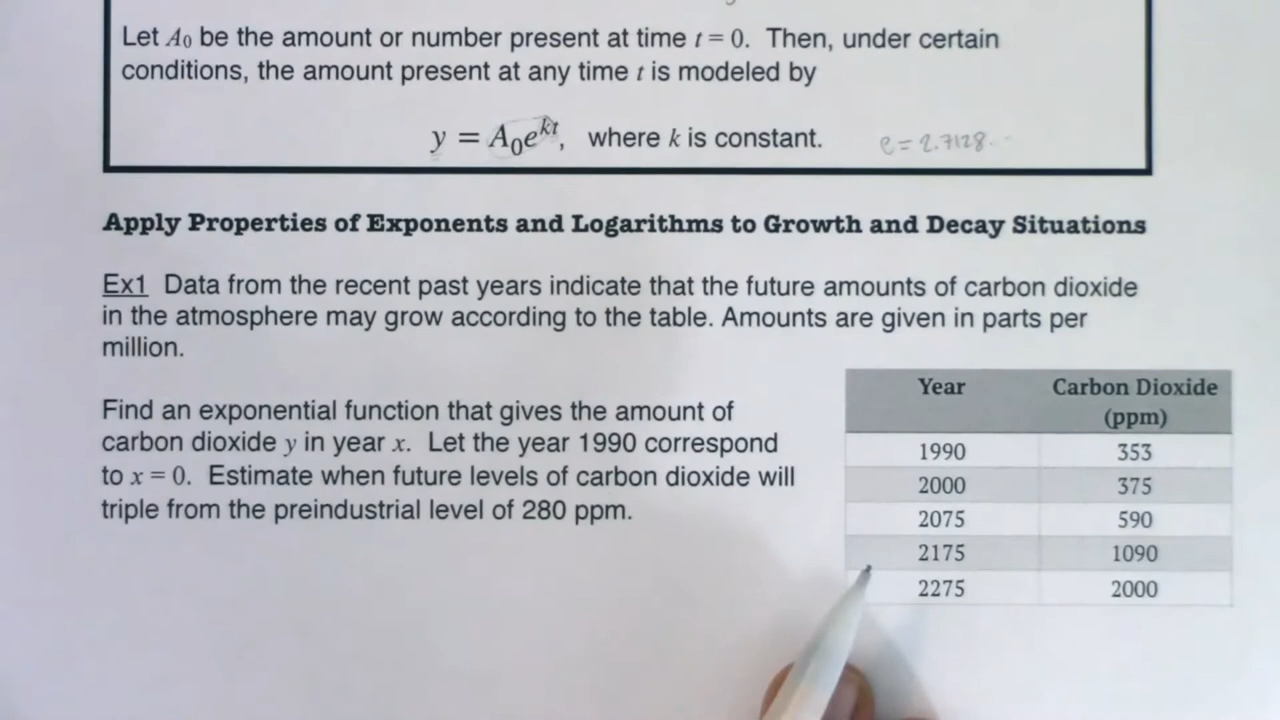 Let A₀ be the amount or number present at time t = 0. Then, under certain
conditions, the amount present at any time t is modeled by
y = A₀eᵏᵗ, where k is constant. e = 2.7128...
Apply Properties of Exponents and Logarithms to Growth and Decay Situations
Ex1 Data from the recent past years indicate that the future amounts of carbon dioxide
in the atmosphere may grow according to the table. Amounts are given in parts per
million.
Find an exponential function that gives the amount of
carbon dioxide y in year x. Let the year 1990 correspond
to x = 0. Estimate when future levels of carbon dioxide will
triple from the preindustrial level of 280 ppm.
Year Carbon Dioxide
(ppm)
1990 353
2000 375
2075 590
2175 1090
2275 2000